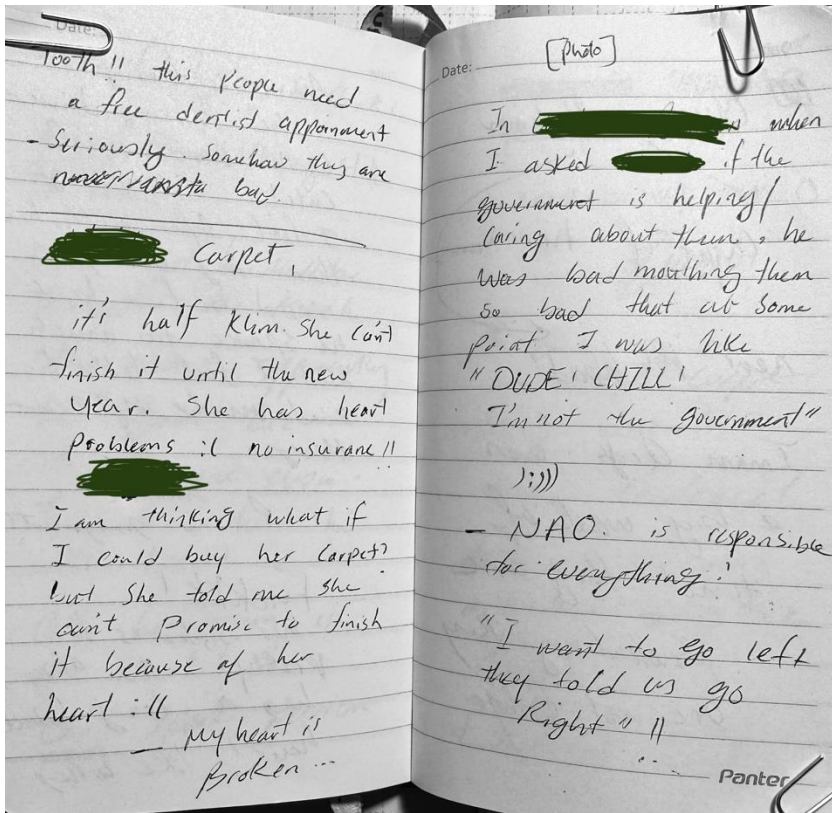 Date:
Tooth!! this People need
a free dentist appoinment
- Seriously. Somehow they are
bad.
Carpet,
it's half Klim. She can't
finish it until the new
Year. She has heart
Problems :( no insurance!!
I am thinking what if
I could buy her Carpet?
but She told me She
can't Promise to finish
it because of her
heart :((
— My heart is
Broken ...
[Photo]
Date:
In when
I asked if the
government is helping/
Caring about them, he
was bad mouthing them
so bad that at Some
Point I was like
"DUDE! CHILL!
I'm not the government"
);)))
— NAO. is responsible
for everything!
"I want to go left
they told us go
Right" !!
Panter